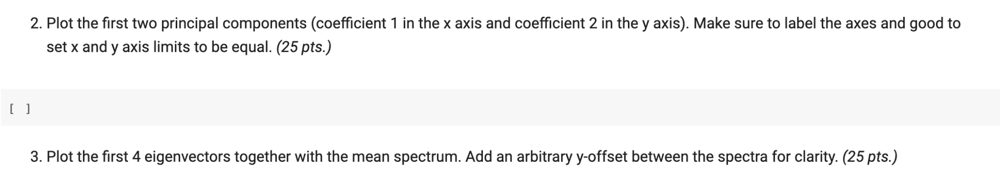 2. Plot the first two principal components (coefficient 1 in the x axis and coefficient 2 in the y axis). Make sure to label the axes and good to
set x and y axis limits to be equal. (25 pts.)
[ ]
3. Plot the first 4 eigenvectors together with the mean spectrum. Add an arbitrary y-offset between the spectra for clarity. (25 pts.)